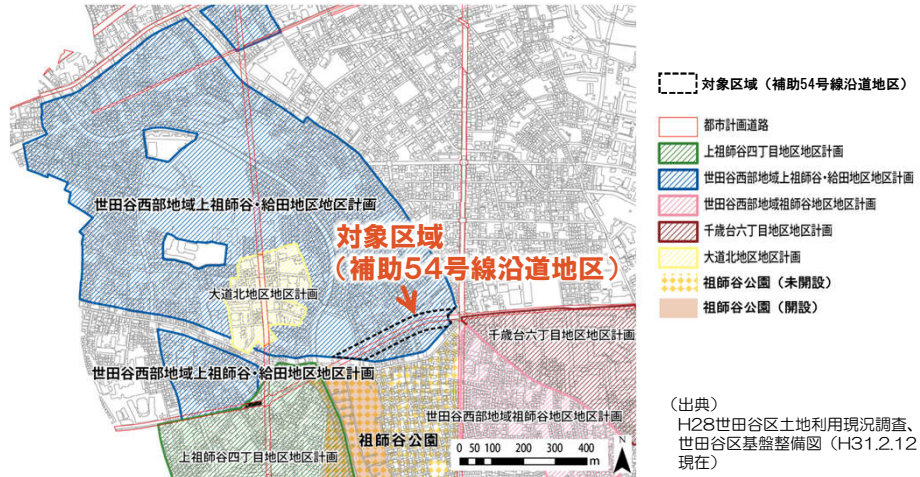 世田谷西部地域上祖師谷・給田地区地区計画
対象区域
（補助54号線沿道地区）
大道北地区地区計画
千歳台六丁目地区地区計画
世田谷西部地域上祖師谷・給田地区地区計画
世田谷西部地域祖師谷地区地区計画
祖師谷公園
上祖師谷四丁目地区地区計画
0 50 100 200 300 400
m
N
対象区域（補助54号線沿道地区）
都市計画道路
上祖師谷四丁目地区地区計画
世田谷西部地域上祖師谷・給田地区地区計画
世田谷西部地域祖師谷地区地区計画
千歳台六丁目地区地区計画
大道北地区地区計画
祖師谷公園（未開設）
祖師谷公園（開設）
（出典）
H28世田谷区土地利用現況調査、
世田谷区基盤整備図（H31.2.12
現在）